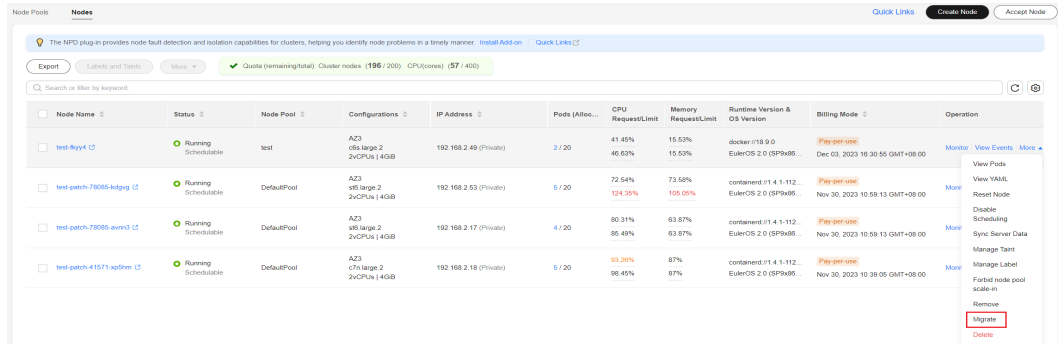 Node Pools Nodes Quick Links Create Node Accept Node
The NPD plug-in provides node fault detection and isolation capabilities for clusters, helping you identify node problems in a timely manner. Install Add-on Quick Links
Export Labels and Taints More Quota (remaining/total): Cluster nodes (196 / 200) CPU(cores) (57 / 400)
Search or filter by keyword.
Node Name Status Node Pool Configurations IP Address Pods (Alloc... CPU Request/Limit Memory Request/Limit Runtime Version & OS Version Billing Mode Operation
test-fkyy4 Running Schedulable test AZ3 c6s.large.2 2vCPUs | 4GiB 192.168.2.49 (Private) 2 / 20 41.45% 46.63% 15.53% 15.53% docker://18.9.0 EulerOS 2.0 (SP9x86... Pay-per-use Dec 03, 2023 16:30:55 GMT+08:00 Monitor View Events More
test-patch-78085-kdgvg Running Schedulable DefaultPool AZ3 st6.large.2 2vCPUs | 4GiB 192.168.2.53 (Private) 5 / 20 72.54% 124.35% 73.58% 105.05% containerd://1.4.1-112... EulerOS 2.0 (SP9x86... Pay-per-use Nov 30, 2023 10:59:13 GMT+08:00 Moni
test-patch-78085-avnn3 Running Schedulable DefaultPool AZ3 st6.large.2 2vCPUs | 4GiB 192.168.2.17 (Private) 4 / 20 80.31% 85.49% 63.87% 63.87% containerd://1.4.1-112... EulerOS 2.0 (SP9x86... Pay-per-use Nov 30, 2023 10:59:13 GMT+08:00 Moni
test-patch-41571-xp5hm Running Schedulable DefaultPool AZ3 c7n.large.2 2vCPUs | 4GiB 192.168.2.18 (Private) 5 / 20 93.26% 98.45% 87% 87% containerd://1.4.1-112... EulerOS 2.0 (SP9x86... Pay-per-use Nov 30, 2023 10:39:05 GMT+08:00 Moni
View Pods
View YAML
Reset Node
Disable
Scheduling
Sync Server Data
Manage Taint
Manage Label
Forbid node pool
scale-in
Remove
Migrate
Delete